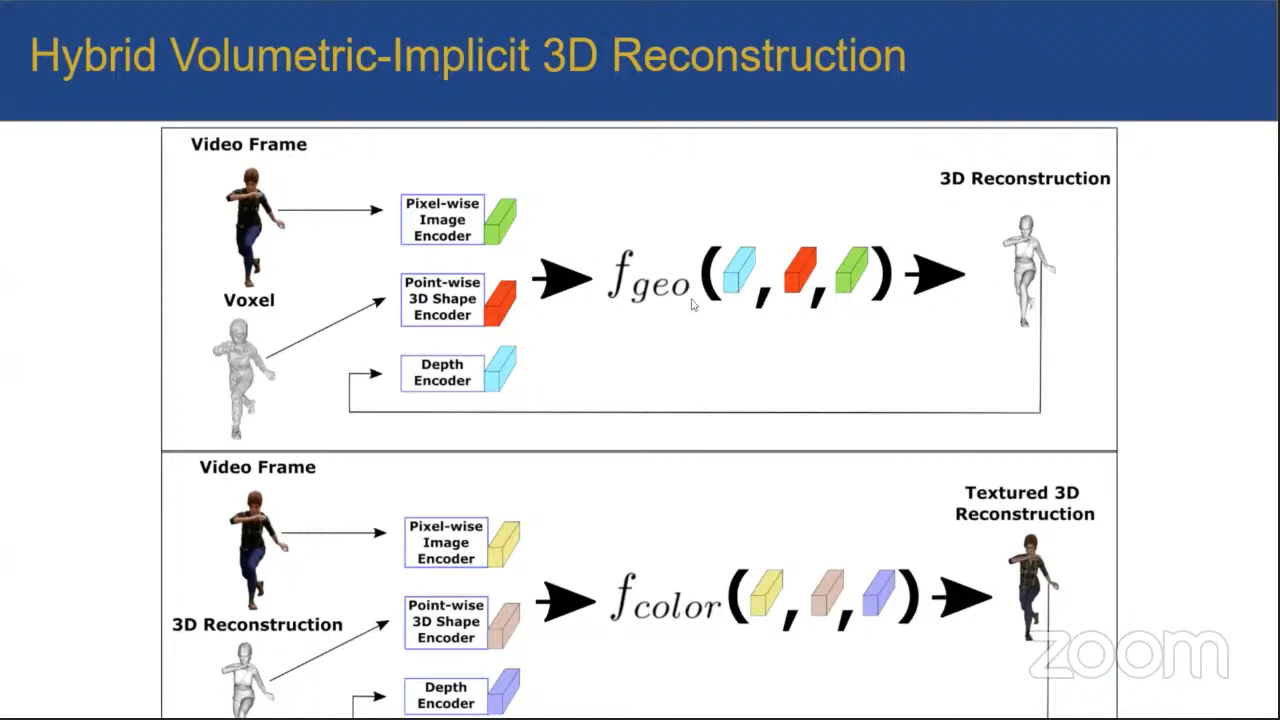 Hybrid Volumetric-Implicit 3D Reconstruction
Video Frame
3D Reconstruction
Pixel-wise
Image
Encoder
Voxel
Point-wise
3D Shape
Encoder
f_geo ( , , )
Depth
Encoder
Video Frame
Textured 3D
Reconstruction
Pixel-wise
Image
Encoder
3D Reconstruction
Point-wise
3D Shape
Encoder
f_color ( , , )
Depth
Encoder
zoom